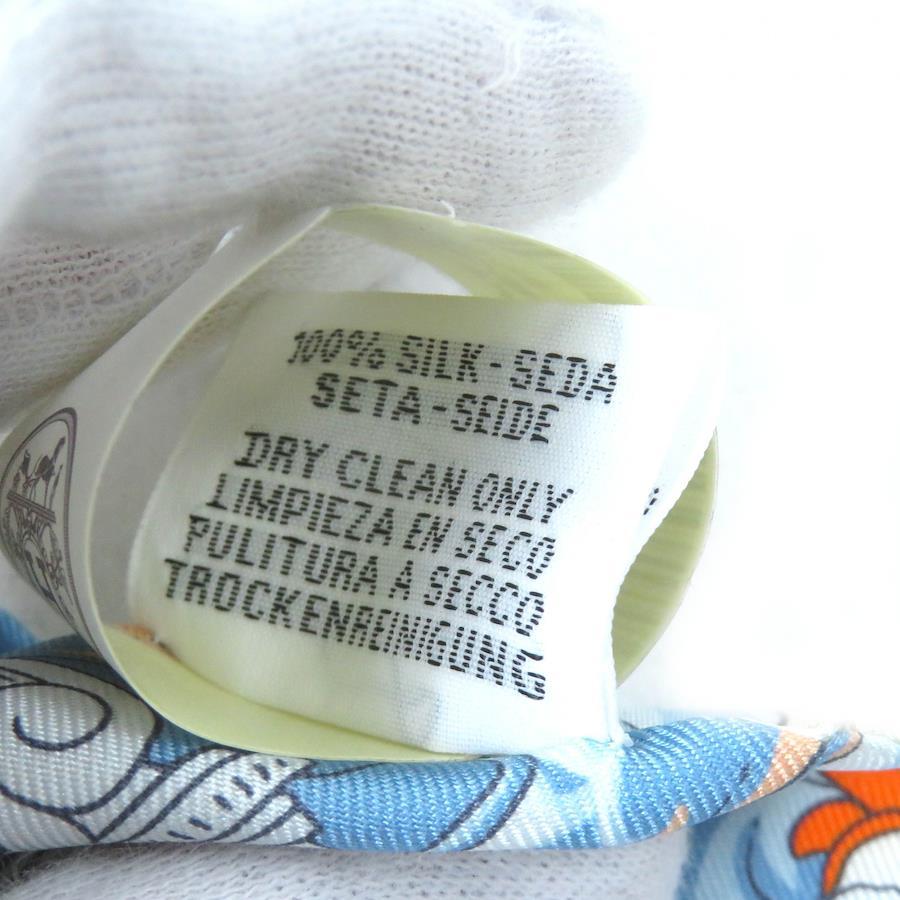 100% SILK - SEDA
SETA - SEIDE
DRY CLEAN ONLY
LIMPIEZA EN SECO
PULITURA A SECCO
TROCKENREINIGUNG